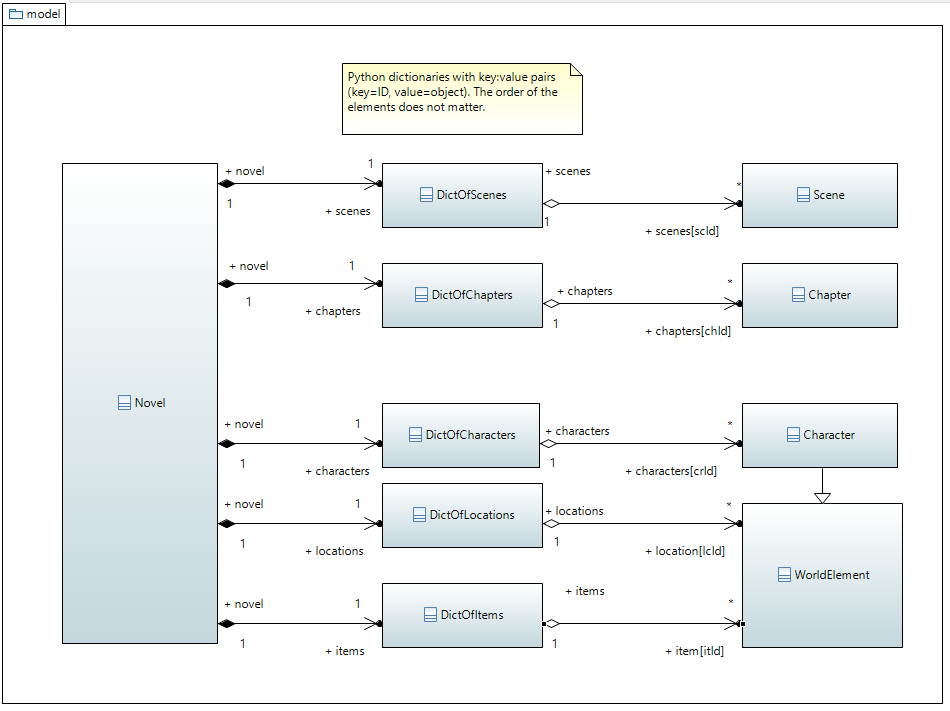 model
Python dictionaries with key:value pairs
(key=ID, value=object). The order of the
elements does not matter.
+ novel
1
1
+ scenes
DictOfScenes
+ scenes
1
*
+ scenes[scId]
Scene
+ novel
1
1
+ chapters
DictOfChapters
+ chapters
1
*
+ chapters[chId]
Chapter
Novel
+ novel
1
1
+ characters
DictOfCharacters
+ characters
1
*
+ characters[crId]
Character
+ novel
1
1
+ locations
DictOfLocations
+ locations
1
*
+ location[lcId]
WorldElement
+ novel
1
1
+ items
DictOfItems
+ items
1
*
+ item[itId]